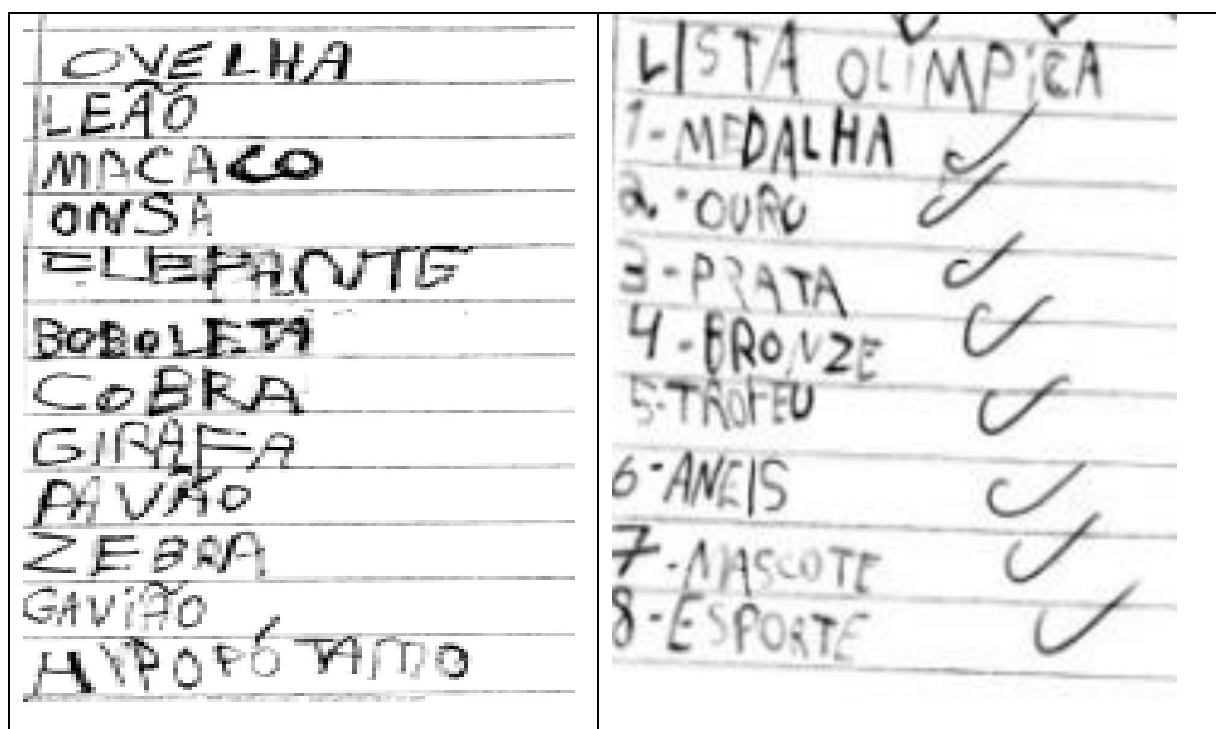 OVELHA
LEÃO
MACACO
ONSA
ELEFANTE
BOBOLETA
COBRA
GIRAFA
PAVÃO
ZEBRA
GAVIÃO
HIPOPÓTAMO
LISTA OLIMPICA
1-MEDALHA
2-OURO
3-PRATA
4-BRONZE
5-TROFEU
6-ANEIS
7-MASCOTE
8-ESPORTE